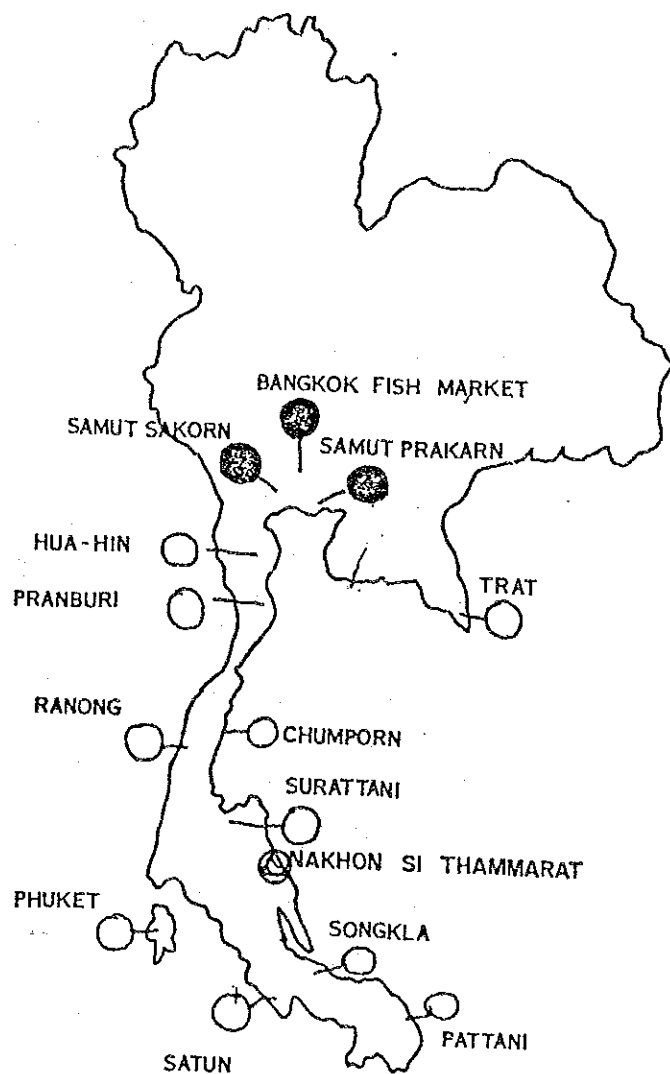 BANGKOK FISH MARKET
SAMUT SAKORN
SAMUT PRAKARN
HUA-HIN
TRAT
PRANBURI
RANONG
CHUMPORN
SURATTANI
NAKHON SI THAMMARAT
PHUKET
SONGKLA
PATTANI
SATUN